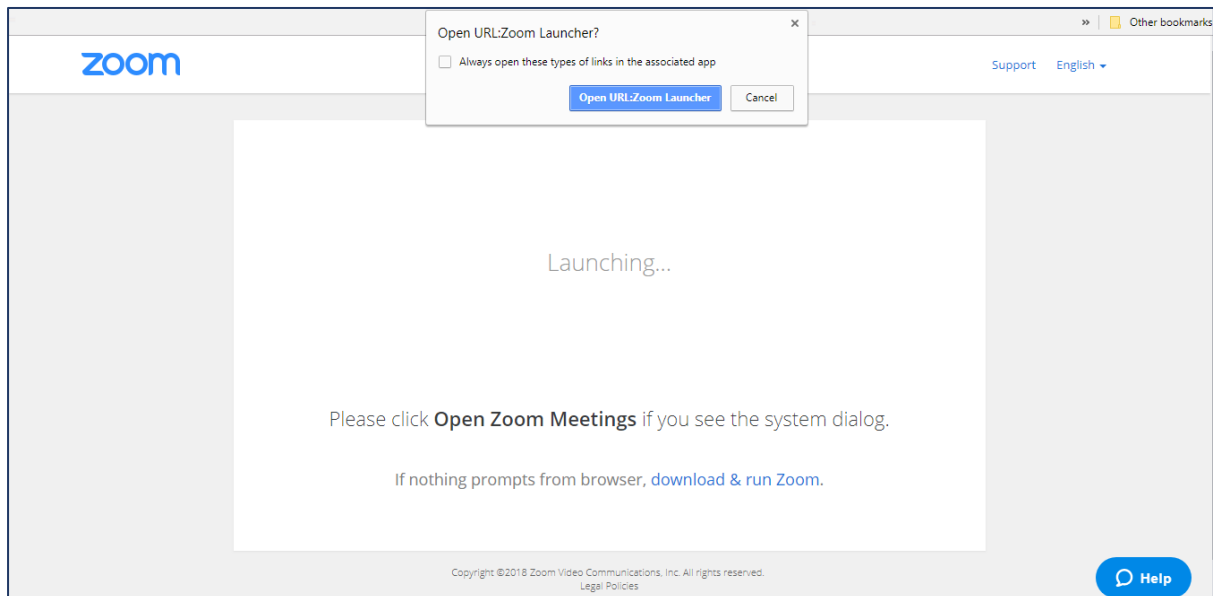 » Other bookmarks
Open URL:Zoom Launcher?
Always open these types of links in the associated app
Open URL:Zoom Launcher Cancel
zoom
Support English
Launching...
Please click Open Zoom Meetings if you see the system dialog.
If nothing prompts from browser, download & run Zoom.
Copyright ©2018 Zoom Video Communications, Inc. All rights reserved.
Legal Policies
Help